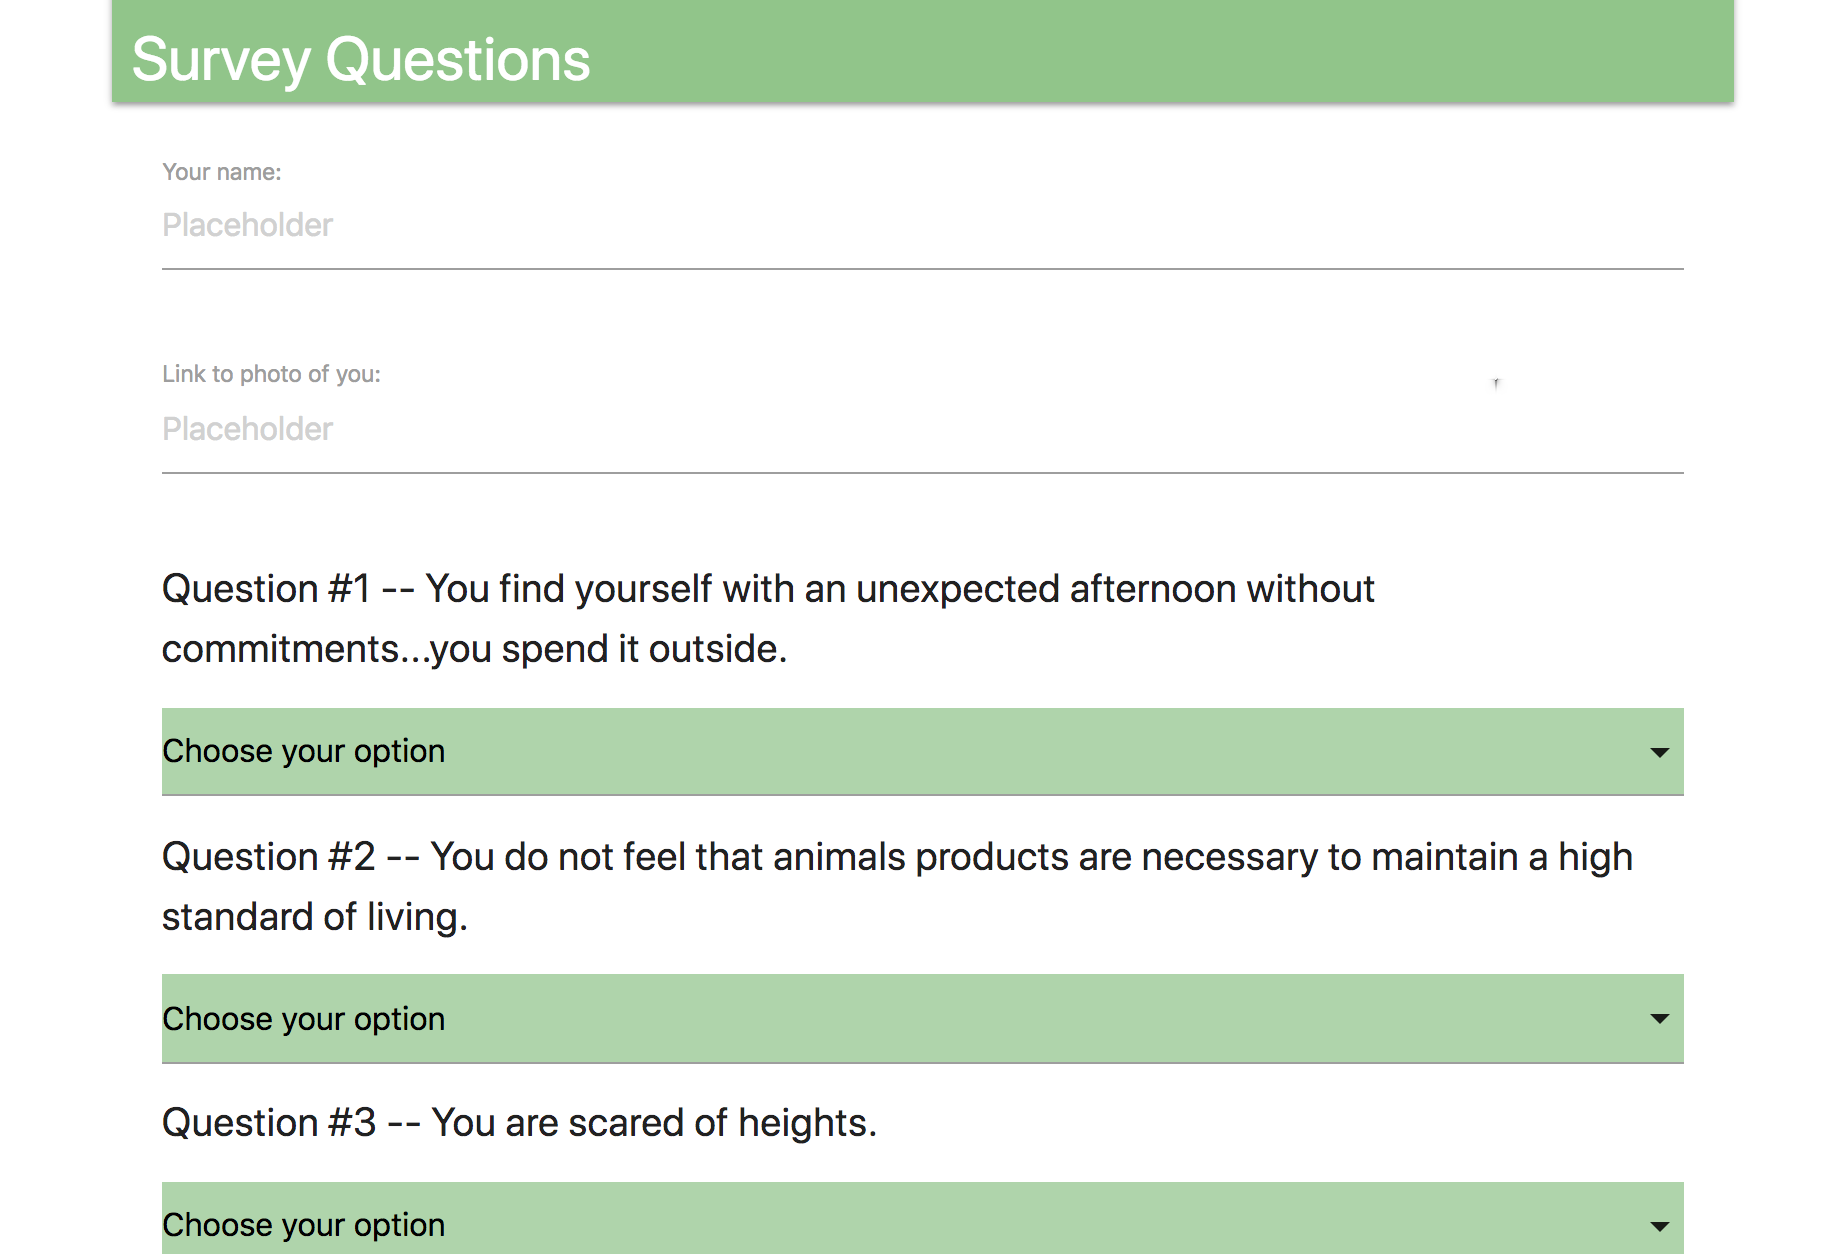 Survey Questions
Your name:
Placeholder
Link to photo of you:
Placeholder
Question #1 -- You find yourself with an unexpected afternoon without
commitments...you spend it outside.
Choose your option
Question #2 -- You do not feel that animals products are necessary to maintain a high
standard of living.
Choose your option
Question #3 -- You are scared of heights.
Choose your option